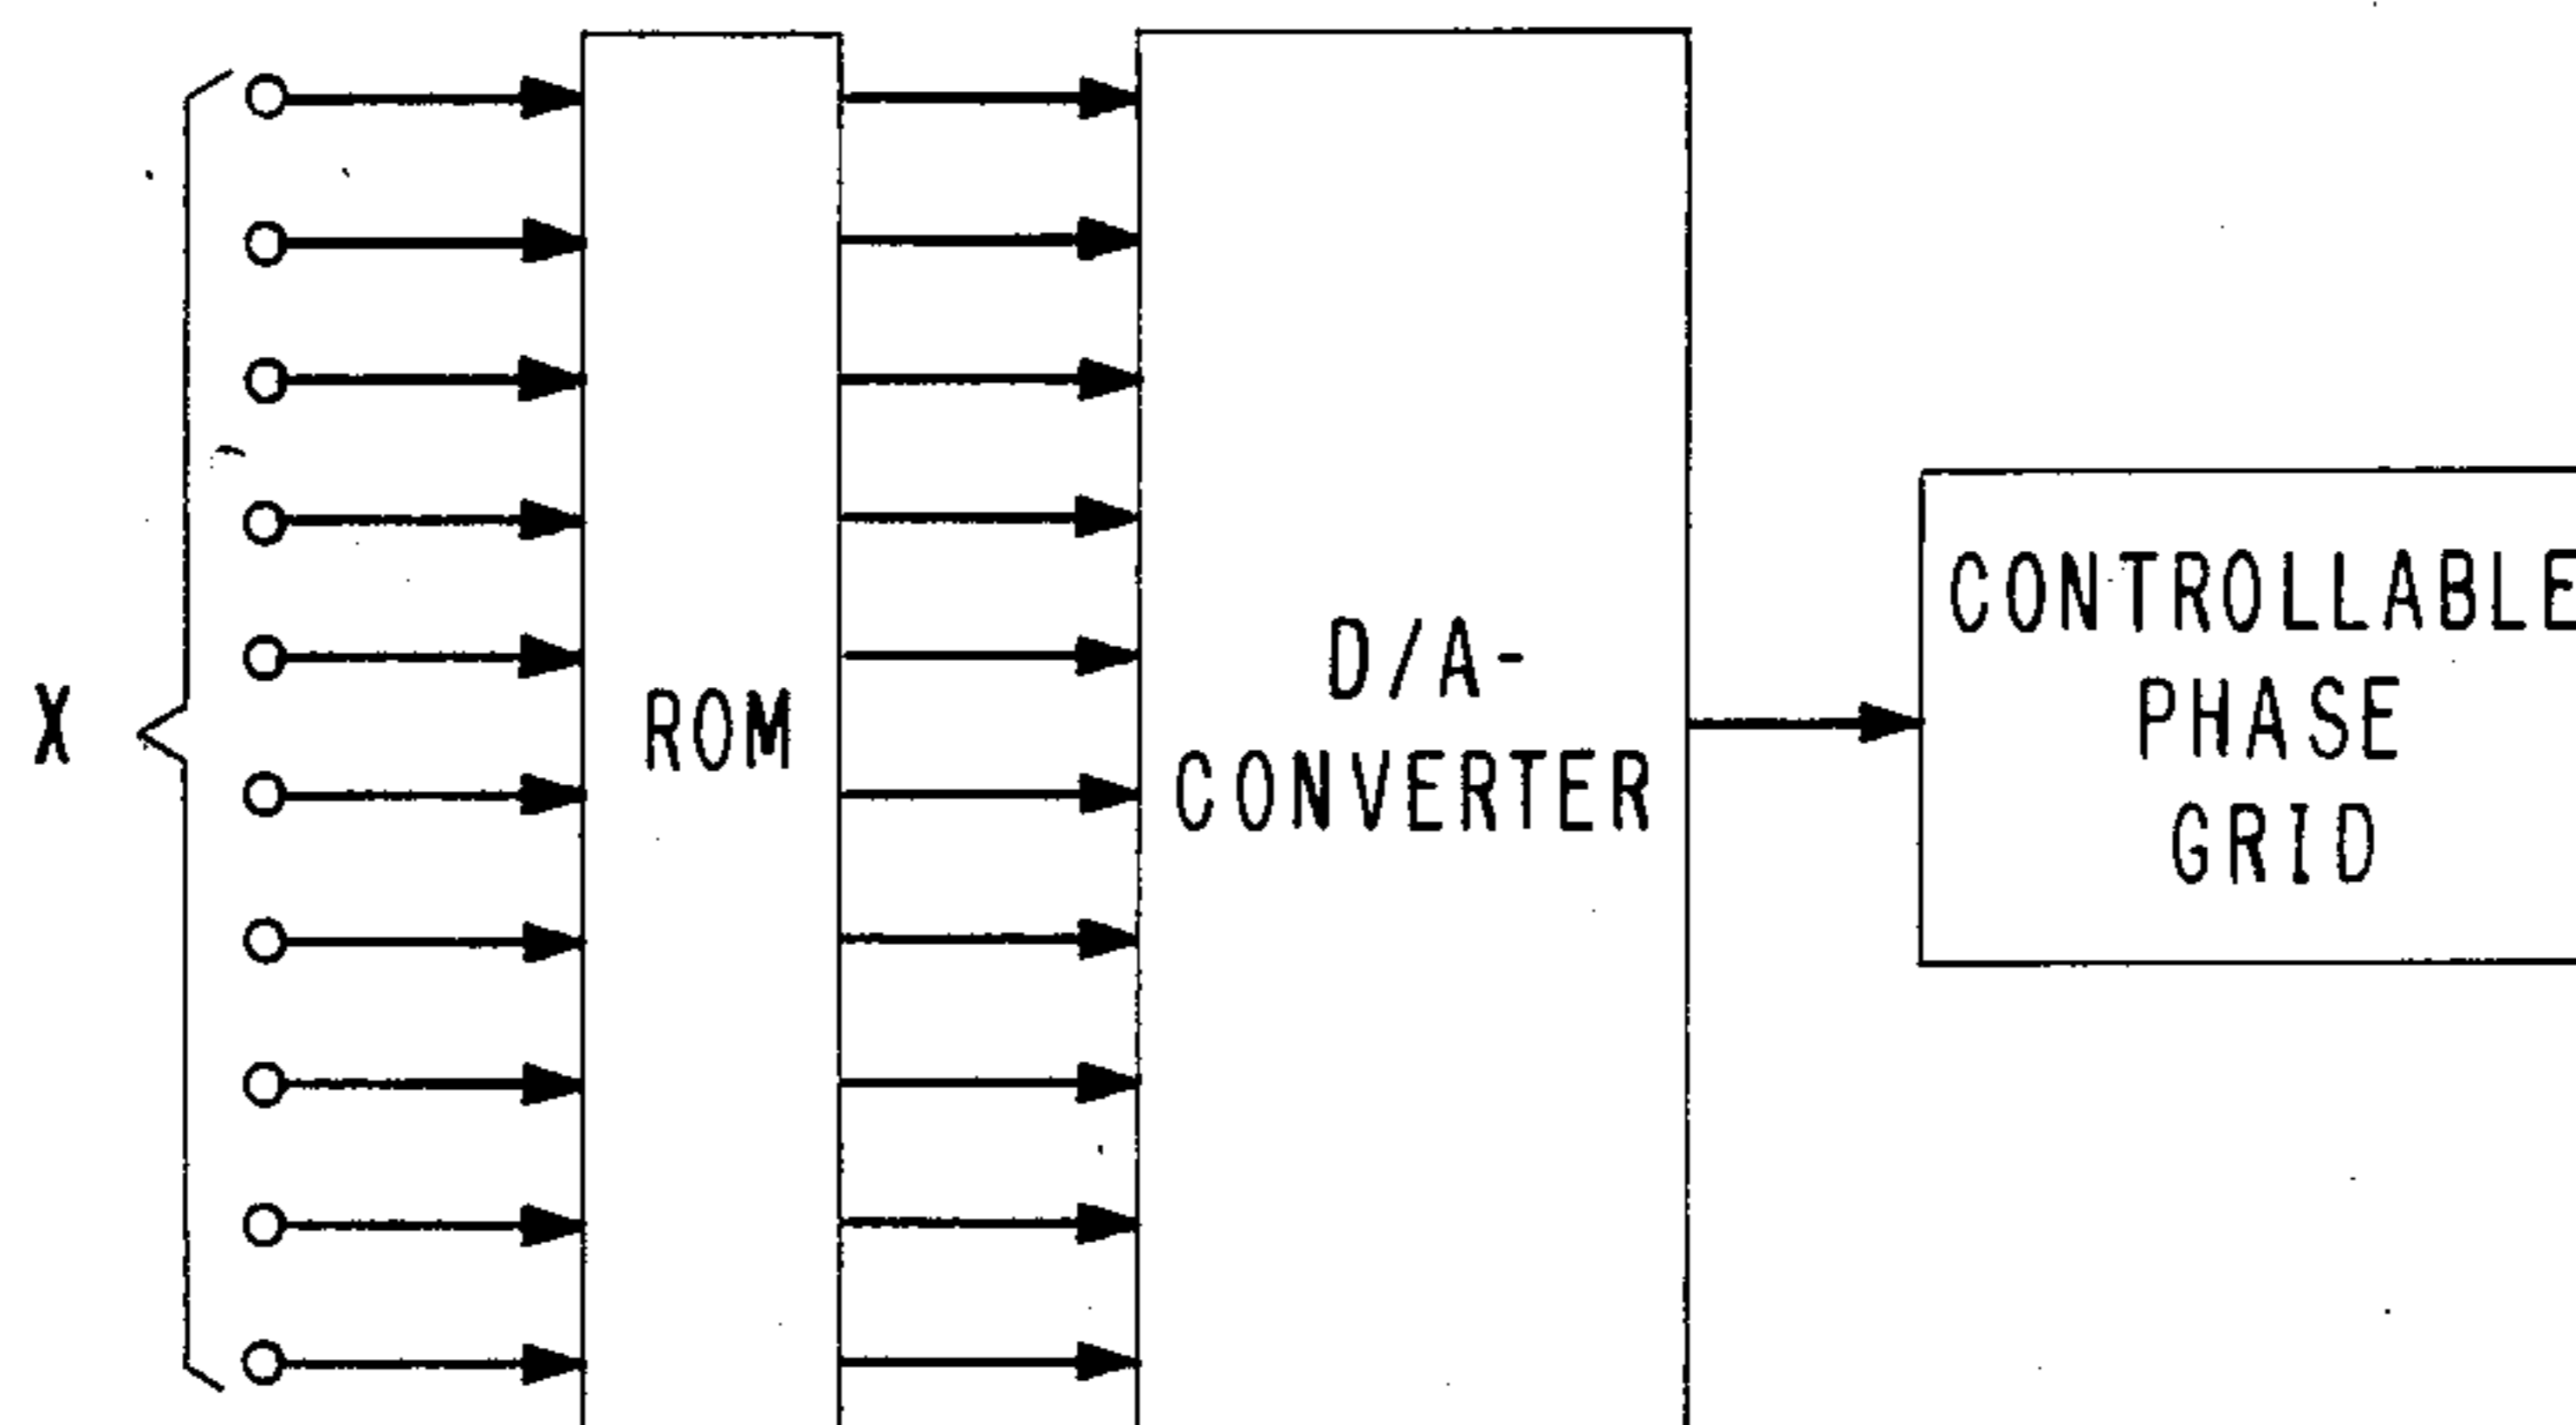 X
ROM
D/A-
CONVERTER
CONTROLLABLE
PHASE
GRID